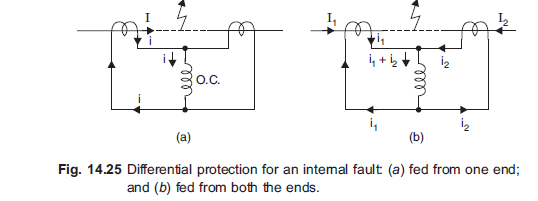 I
I₁
I₂
i
i₁
i
O.C.
i₁ + i₂
i₂
i
i₁
i₂
(a)
(b)
Fig. 14.25 Differential protection for an internal fault: (a) fed from one end;
and (b) fed from both the ends.